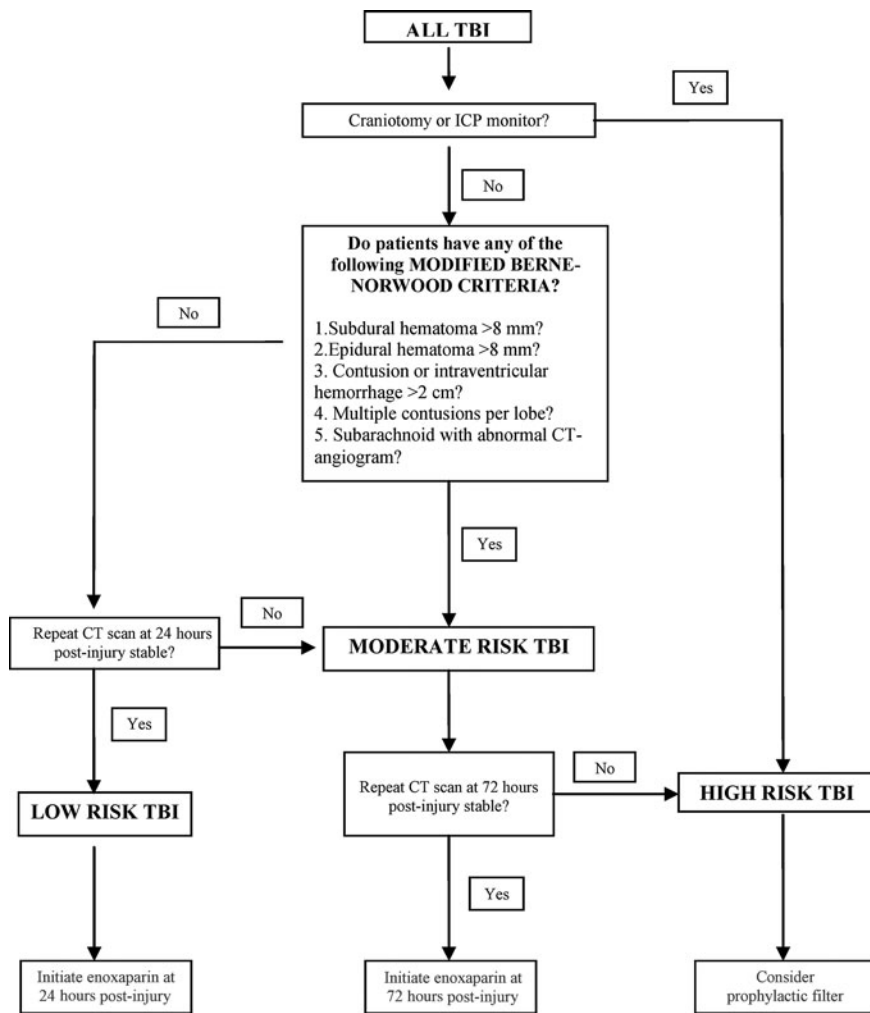 ALL TBI
Yes
Craniotomy or ICP monitor?
No
Do patients have any of the
following MODIFIED BERNE-
NORWOOD CRITERIA?
1.Subdural hematoma >8 mm?
2.Epidural hematoma >8 mm?
3. Contusion or intraventricular
hemorrhage >2 cm?
4. Multiple contusions per lobe?
5. Subarachnoid with abnormal CT-
angiogram?
No
Yes
Repeat CT scan at 24 hours
post-injury stable?
No
MODERATE RISK TBI
Yes
Repeat CT scan at 72 hours
post-injury stable?
No
LOW RISK TBI
HIGH RISK TBI
Yes
Initiate enoxaparin at
24 hours post-injury
Initiate enoxaparin at
72 hours post-injury
Consider
prophylactic filter